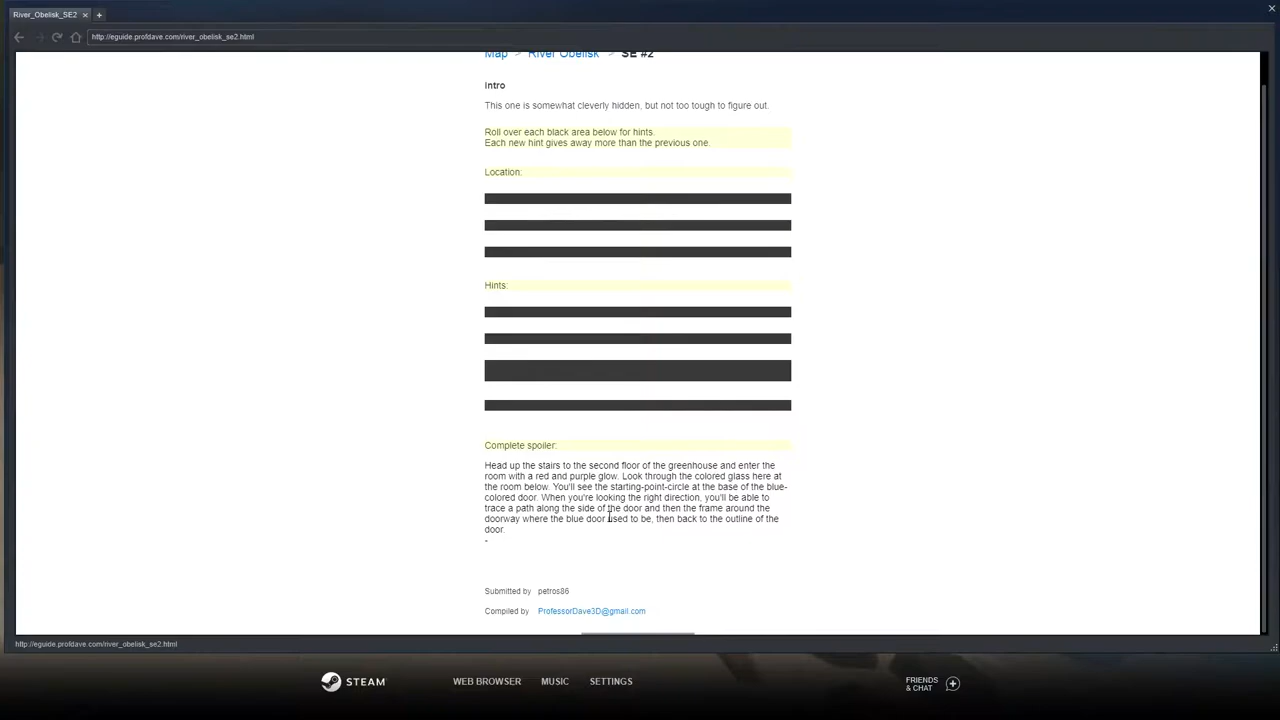 River_Obelisk_SE2
http://eguide.profdave.com/river_obelisk_se2.html
Map > River Obelisk > SE #2
Intro
This one is somewhat cleverly hidden, but not too tough to figure out.
Roll over each black area below for hints.
Each new hint gives away more than the previous one.
Location:
Hints:
Complete spoiler:
Head up the stairs to the second floor of the greenhouse and enter the
room with a red and purple glow. Look through the colored glass here at
the room below. You'll see the starting-point-circle at the base of the blue-
colored door. When you're looking the right direction, you'll be able to
trace a path along the side of the door and then the frame around the
doorway where the blue door used to be, then back to the outline of the
door.
-
Submitted by petros86
Compiled by ProfessorDave3D@gmail.com
http://eguide.profdave.com/river_obelisk_se2.html
STEAM
WEB BROWSER
MUSIC
SETTINGS
FRIENDS
& CHAT